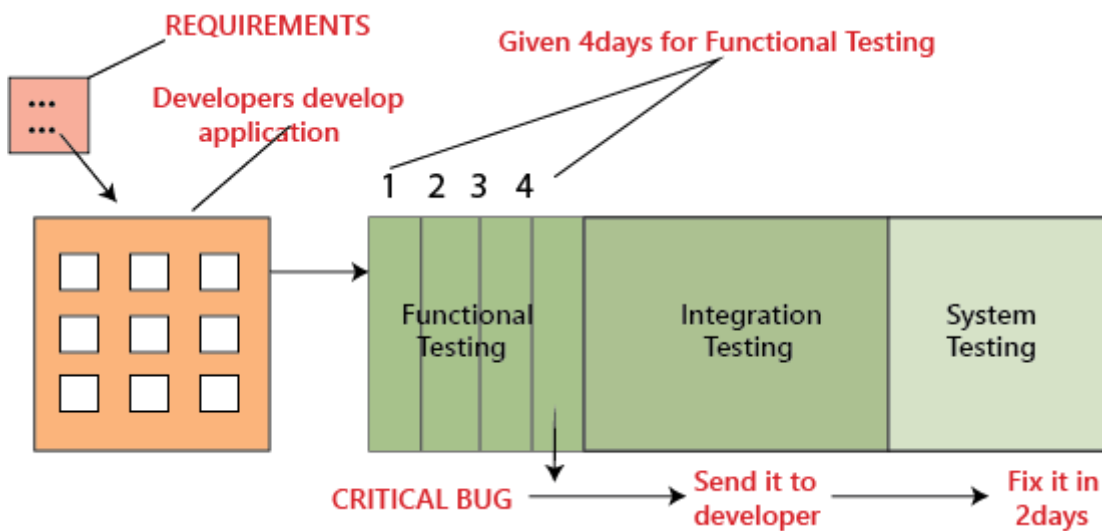 REQUIREMENTS
Given 4days for Functional Testing
...
...
Developers develop
application
1 2 3 4
Functional
Testing
Integration
Testing
System
Testing
CRITICAL BUG
Send it to
developer
Fix it in
2days